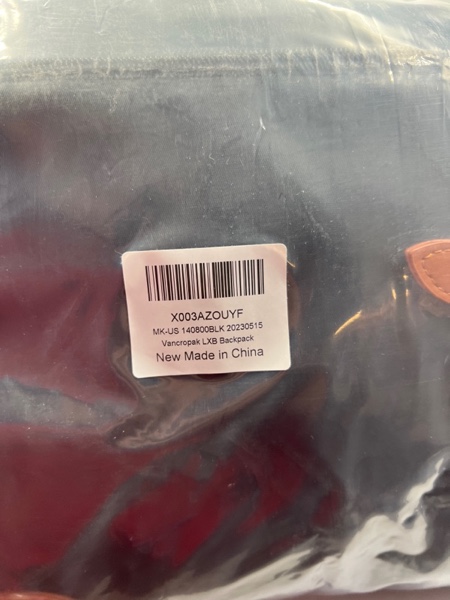 X003AZOUYF
MK-US 140800BLK 20230515
Vancropak LXB Backpack
New Made in China